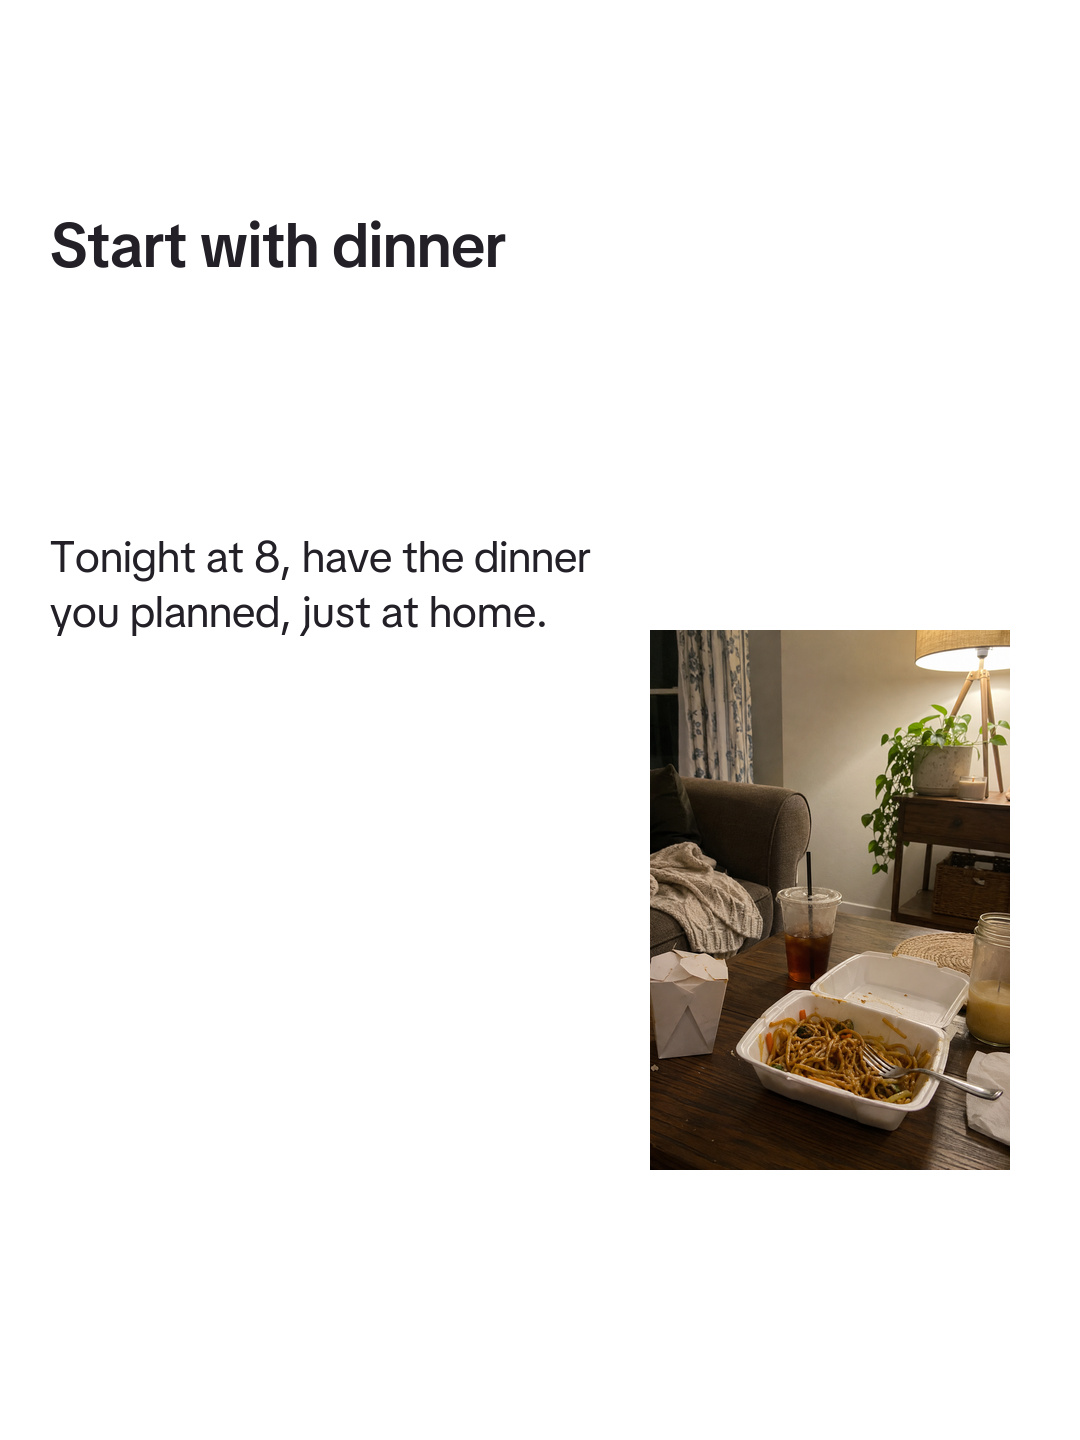 Start with dinner
Tonight at 8, have the dinner
you planned, just at home.